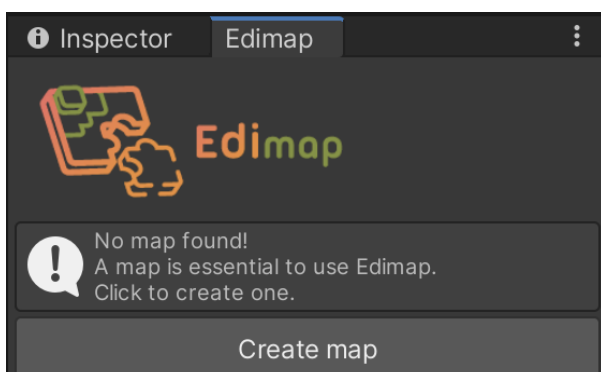 Inspector Edimap
Edimap
No map found!
A map is essential to use Edimap.
Click to create one.
Create map